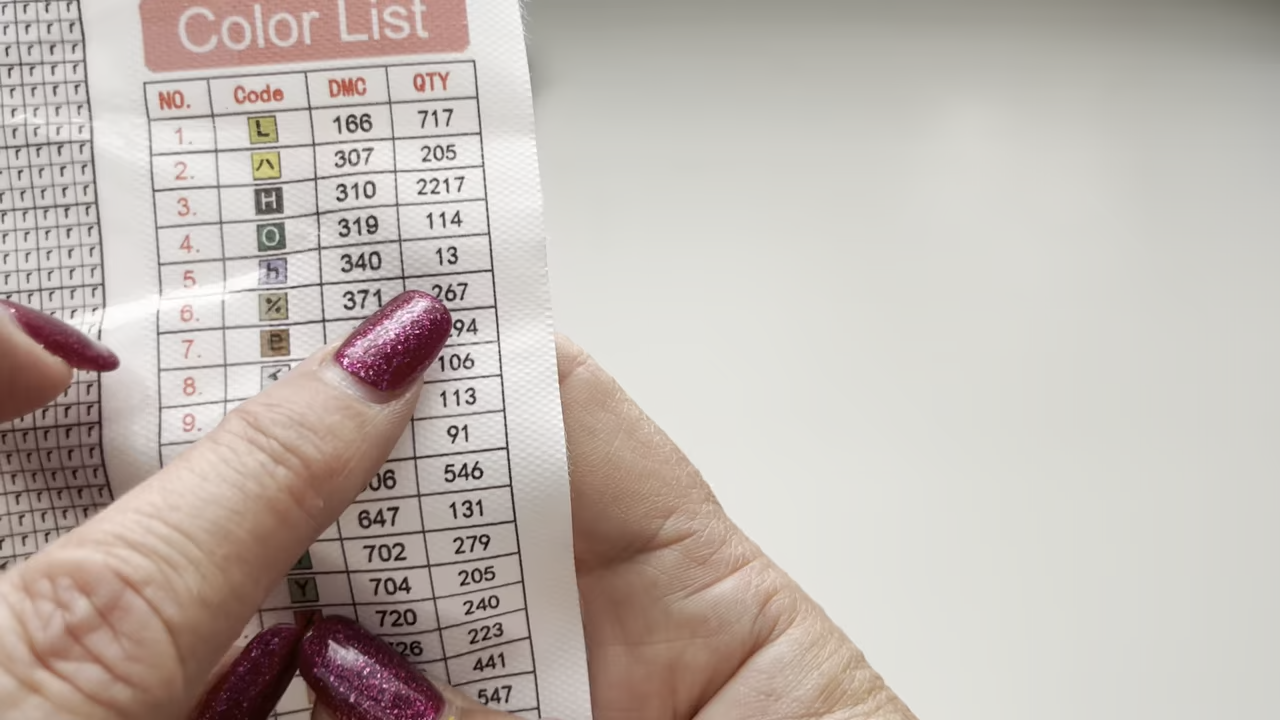 Color List
NO. Code DMC QTY
1. L 166 717
2. ハ 307 205
3. H 310 2217
4. O 319 114
5 h 340 13
6. % 371 267
7. e 94
8. 106
9. 113
91
06 546
647 131
702 279
Y 704 205
720 240
26 223
441
547